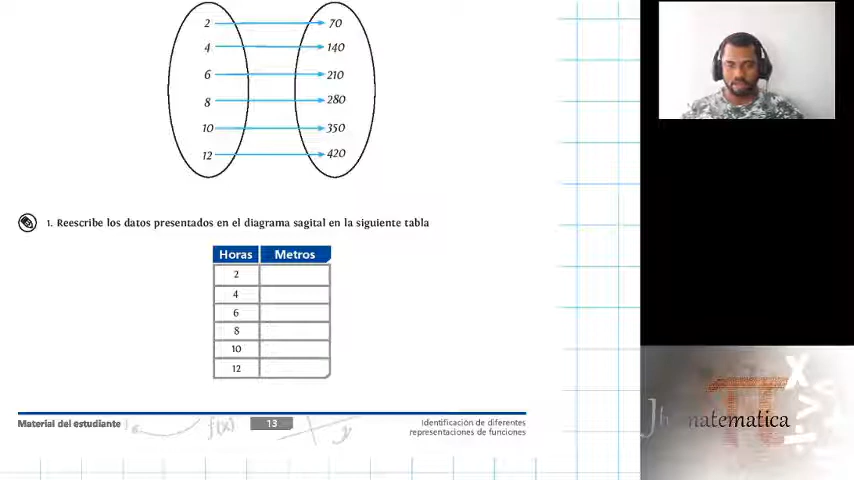 2 70
4 140
6 210
8 280
10 350
12 420
1. Reescribe los datos presentados en el diagrama sagital en la siguiente tabla
Horas Metros
2
4
6
8
10
12
Material del estudiante
f(x)
13
Identificación de diferentes
representaciones de funciones
matematica